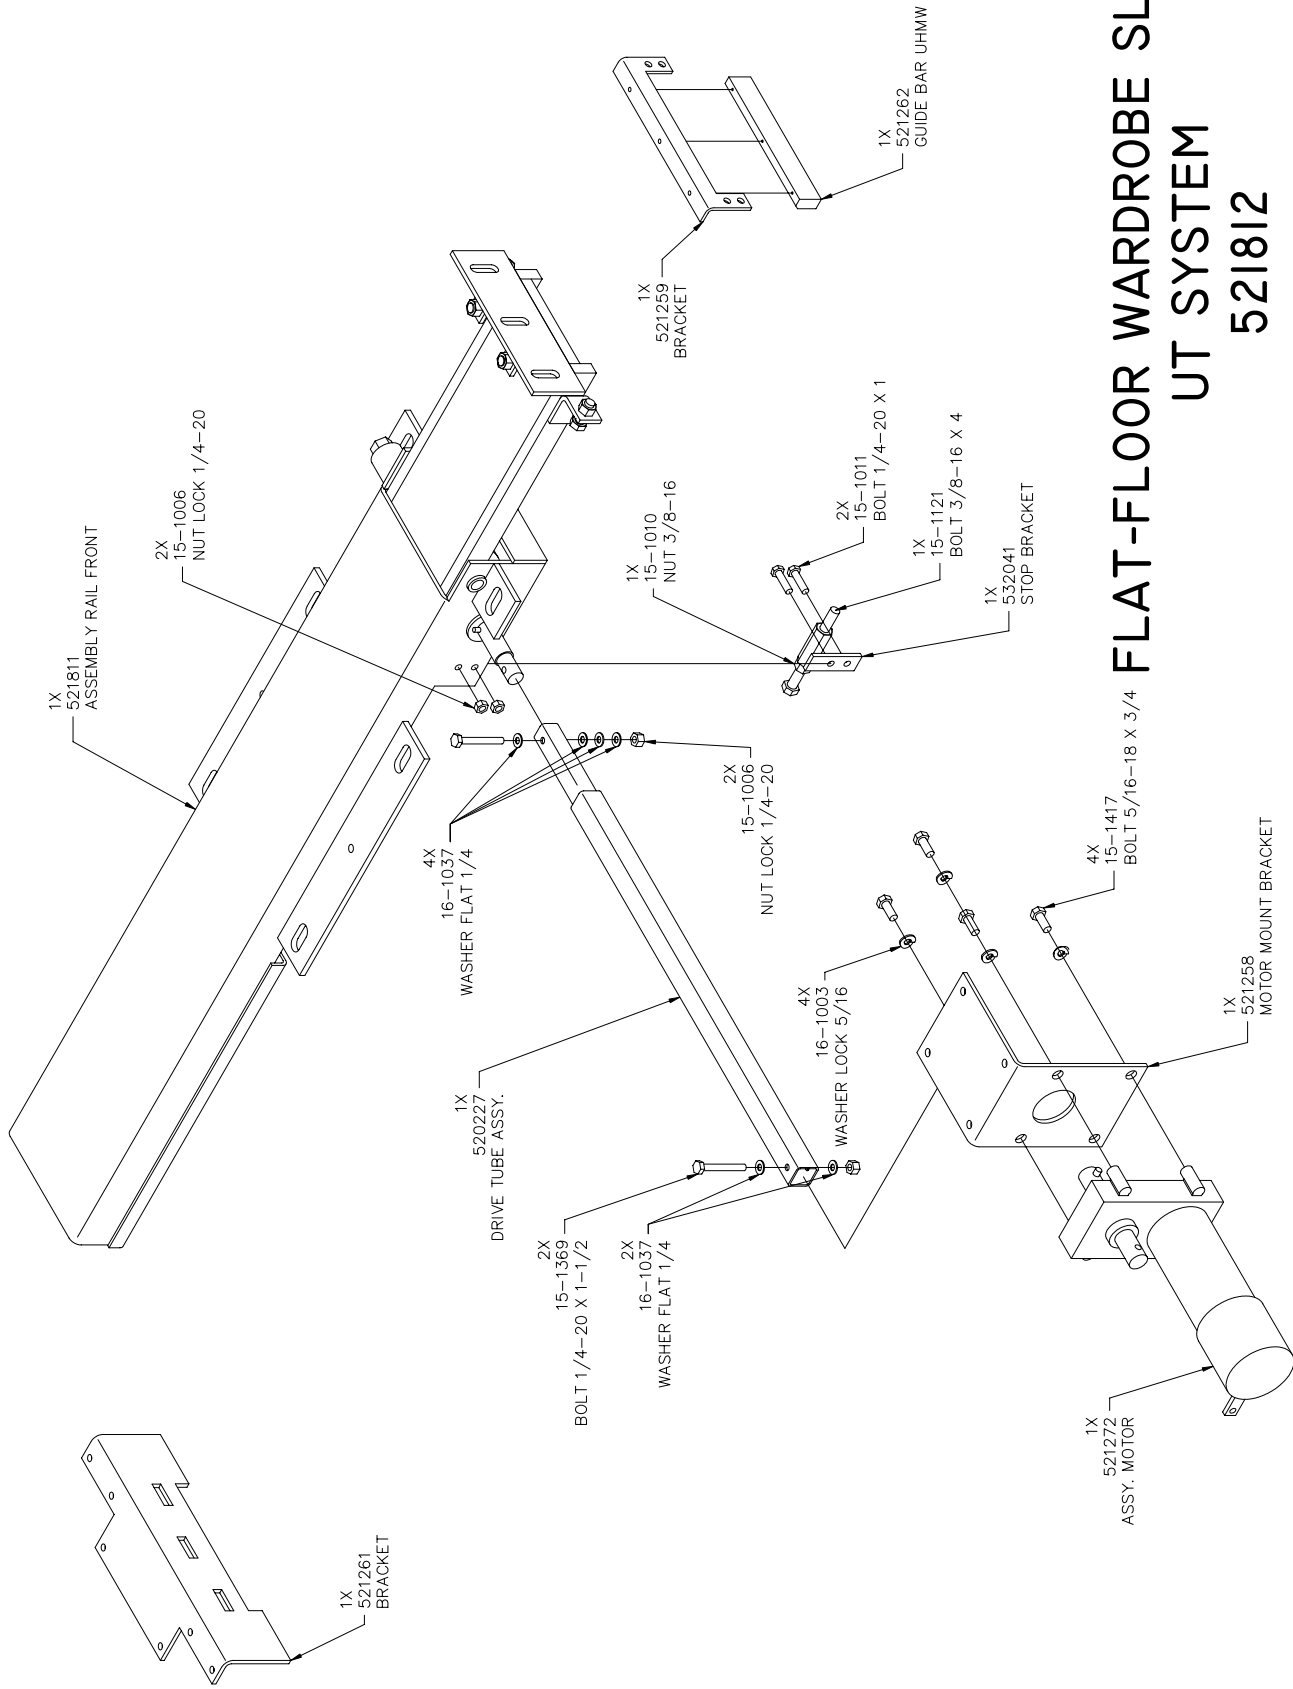 1X
521811
ASSEMBLY RAIL FRONT
2X
15-1006
NUT LOCK 1/4-20
1X
521259
BRACKET
1X
521262
GUIDE BAR UHMW
1X
15-1010
NUT 3/8-16
2X
15-1011
BOLT 1/4-20 X 1
1X
15-1121
BOLT 3/8-16 X 4
1X
532041
STOP BRACKET
4X
16-1037
WASHER FLAT 1/4
2X
15-1006
NUT LOCK 1/4-20
1X
520227
DRIVE TUBE ASSY.
4X
16-1003
WASHER LOCK 5/16
4X
15-1417
BOLT 5/16-18 X 3/4
2X
15-1369
BOLT 1/4-20 X 1-1/2
2X
16-1037
WASHER FLAT 1/4
1X
521258
MOTOR MOUNT BRACKET
1X
521272
ASSY. MOTOR
1X
521261
BRACKET
FLAT-FLOOR WARDROBE SL
UT SYSTEM
521812